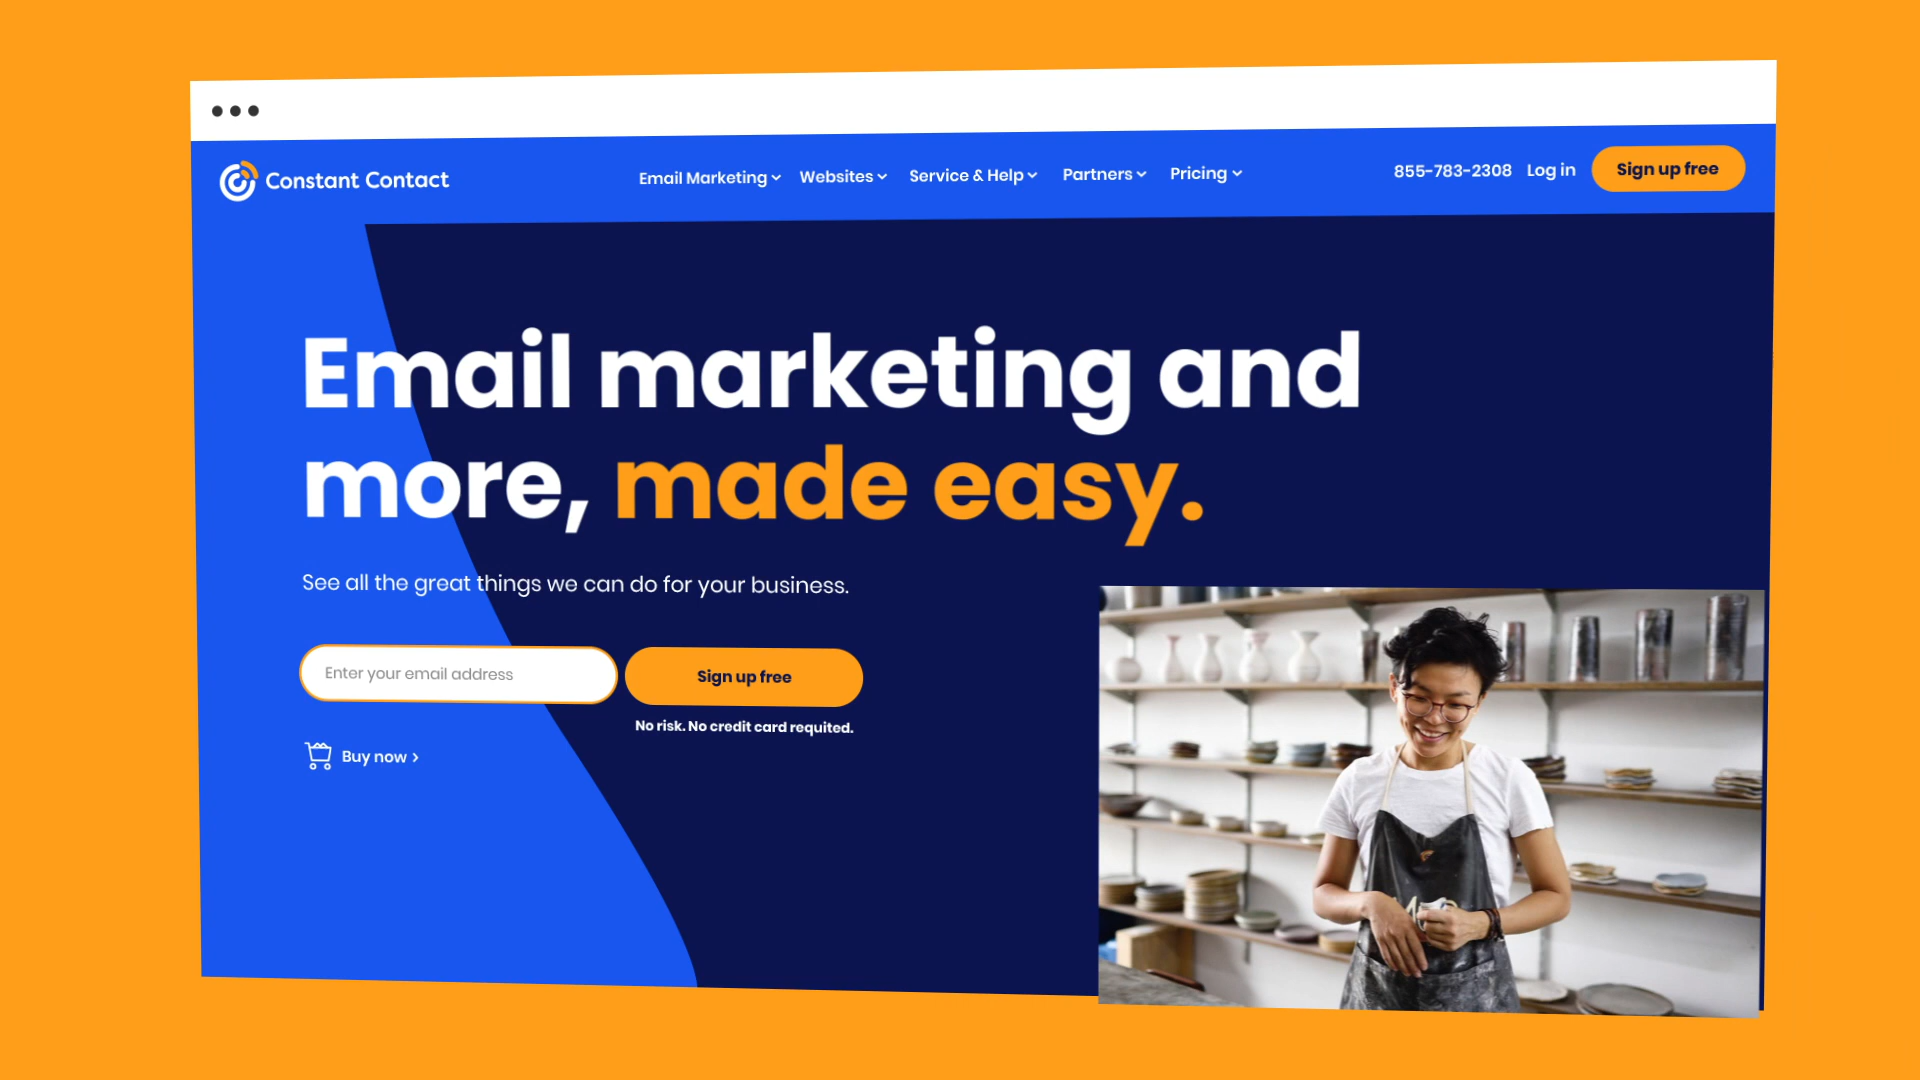 Constant Contact
Email Marketing
Websites
Service & Help
Partners
Pricing
855-783-2308
Log in
Sign up free
Email marketing and
more, made easy.
See all the great things we can do for your business.
Enter your email address
Sign up free
No risk. No credit card requited.
Buy now >